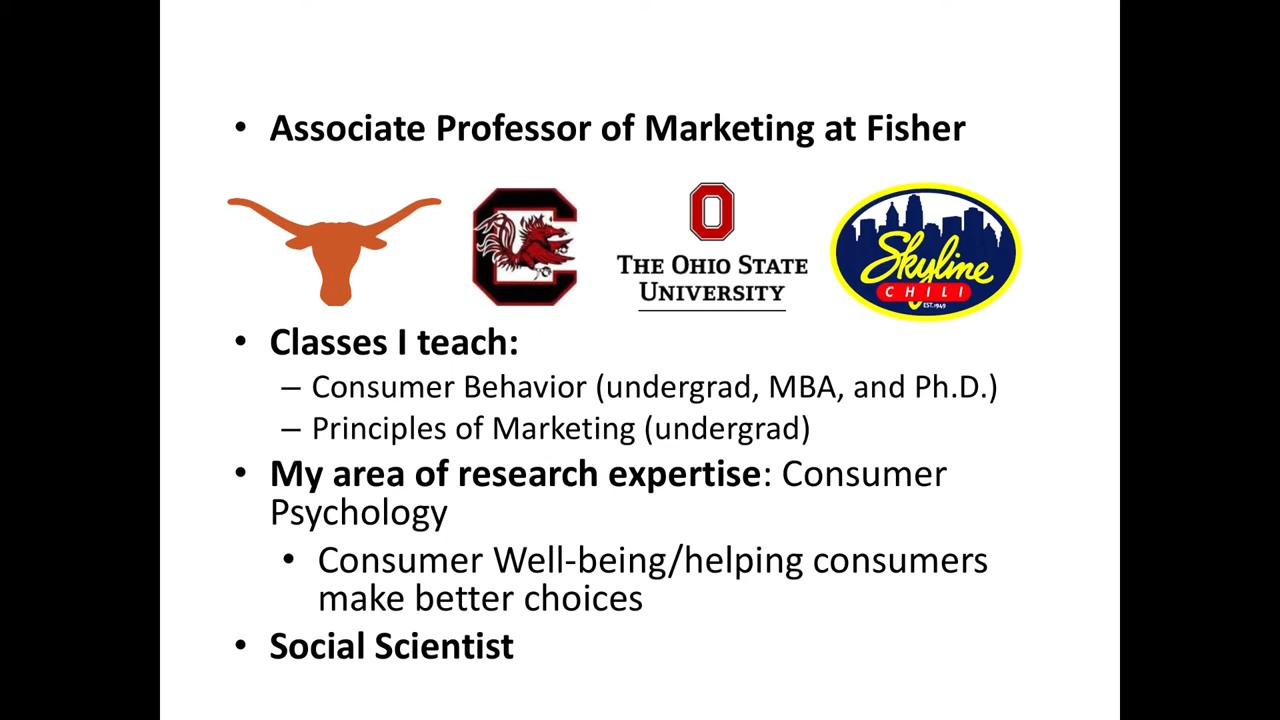 • Associate Professor of Marketing at Fisher
C
O
THE OHIO STATE
UNIVERSITY
Skyline
CHILI
EST. 1949
• Classes I teach:
– Consumer Behavior (undergrad, MBA, and Ph.D.)
– Principles of Marketing (undergrad)
• My area of research expertise: Consumer
Psychology
• Consumer Well-being/helping consumers
make better choices
• Social Scientist